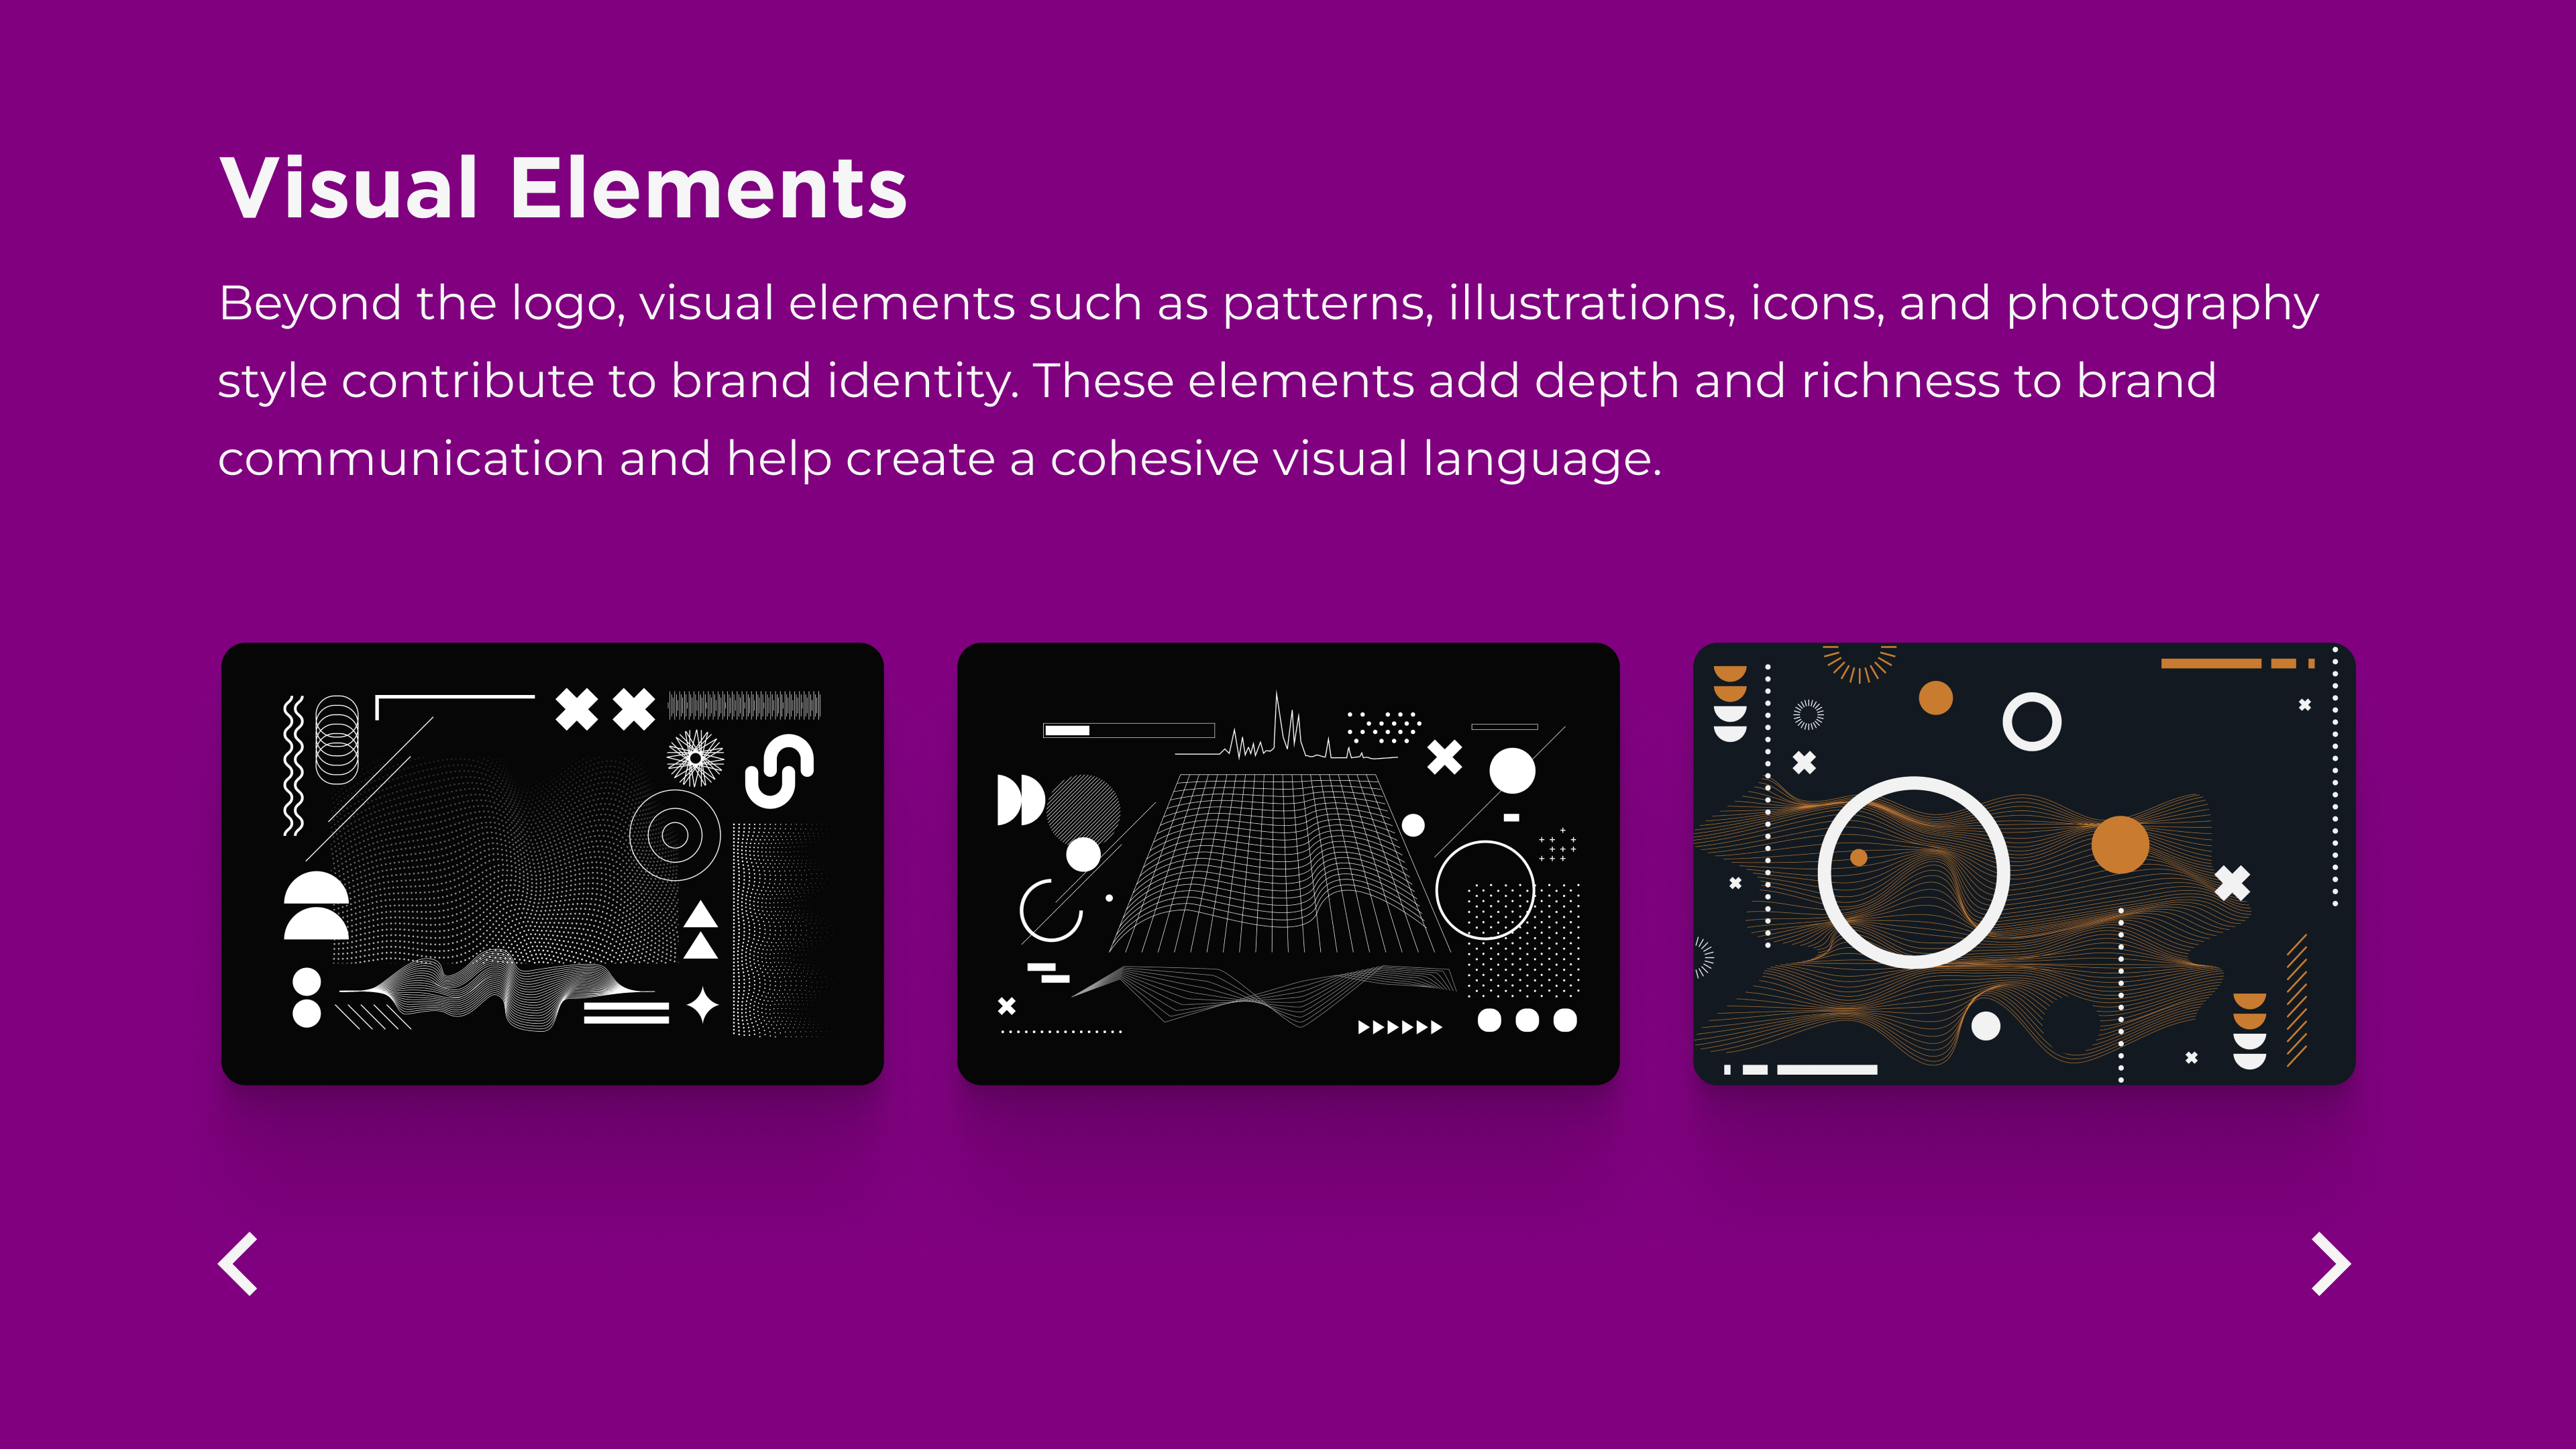 Visual Elements
Beyond the logo, visual elements such as patterns, illustrations, icons, and photography
style contribute to brand identity. These elements add depth and richness to brand
communication and help create a cohesive visual language.